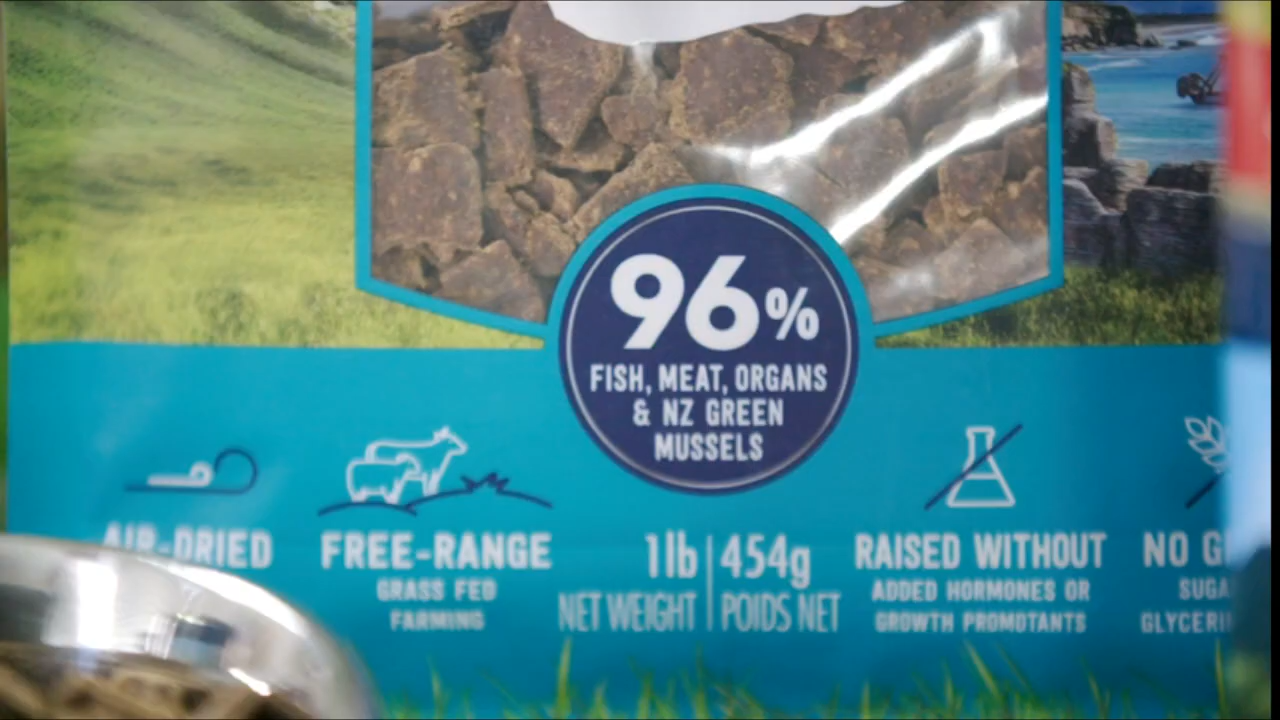 96%
FISH, MEAT, ORGANS
& NZ GREEN
MUSSELS
AIR-DRIED
FREE-RANGE
GRASS FED
FARMING
1lb | 454g
NET WEIGHT | POIDS NET
RAISED WITHOUT
ADDED HORMONES OR
GROWTH PROMOTANTS
NO